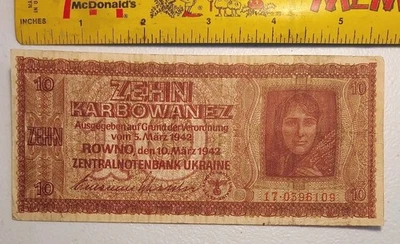 McDonald's
INCHES 1 2 3 4 5
10 10
ZEHN
KARBOWANEZ
Ausgegeben auf Grund der Verordnung
vom 5. März 1942
ROWNO, den 10. März 1942
ZENTRALNOTENBANK UKRAINE
ZEHN
10 17·0396109 10